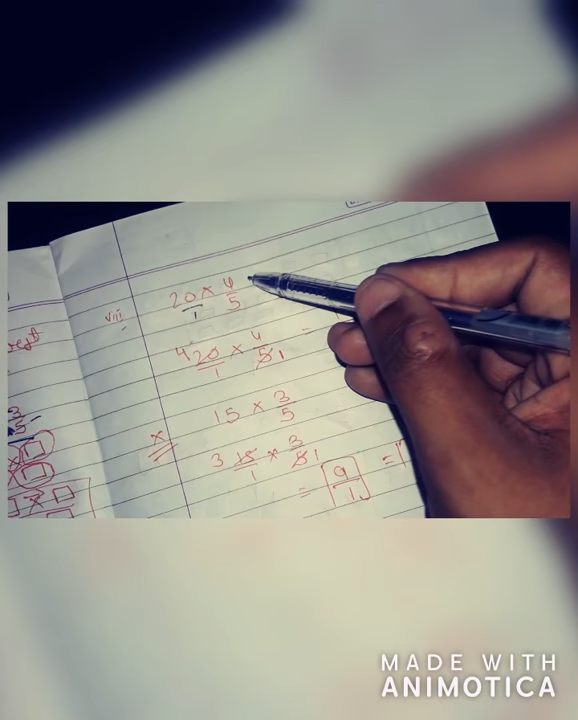 viii 20/1 × 4/5
4 20/1 × 4/5 1 =
15 × 3/5
x 3 15/1 × 3/5 1
= 9/1 =
MADE WITH
ANIMOTICA